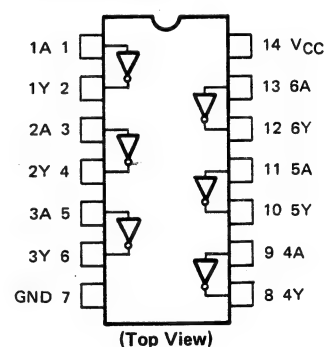 1A 1
1Y 2
2A 3
2Y 4
3A 5
3Y 6
GND 7
14 VCC
13 6A
12 6Y
11 5A
10 5Y
9 4A
8 4Y
(Top View)